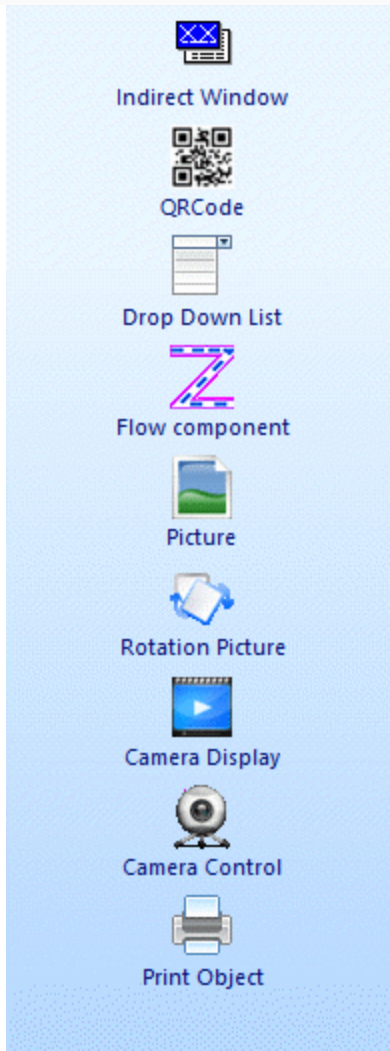 Indirect Window
QRCode
Drop Down List
Flow component
Picture
Rotation Picture
Camera Display
Camera Control
Print Object